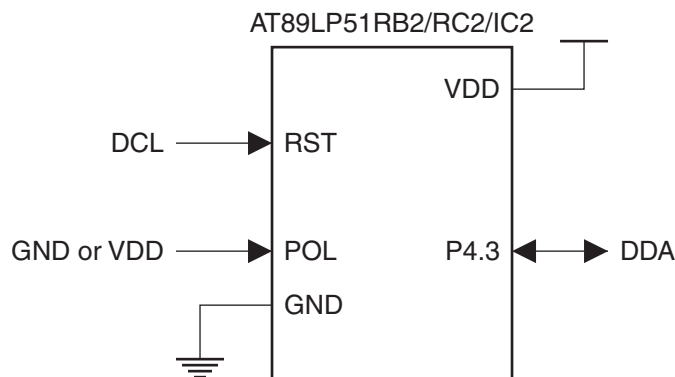 AT89LP51RB2/RC2/IC2
VDD
DCL
RST
GND or VDD
POL
P4.3
DDA
GND